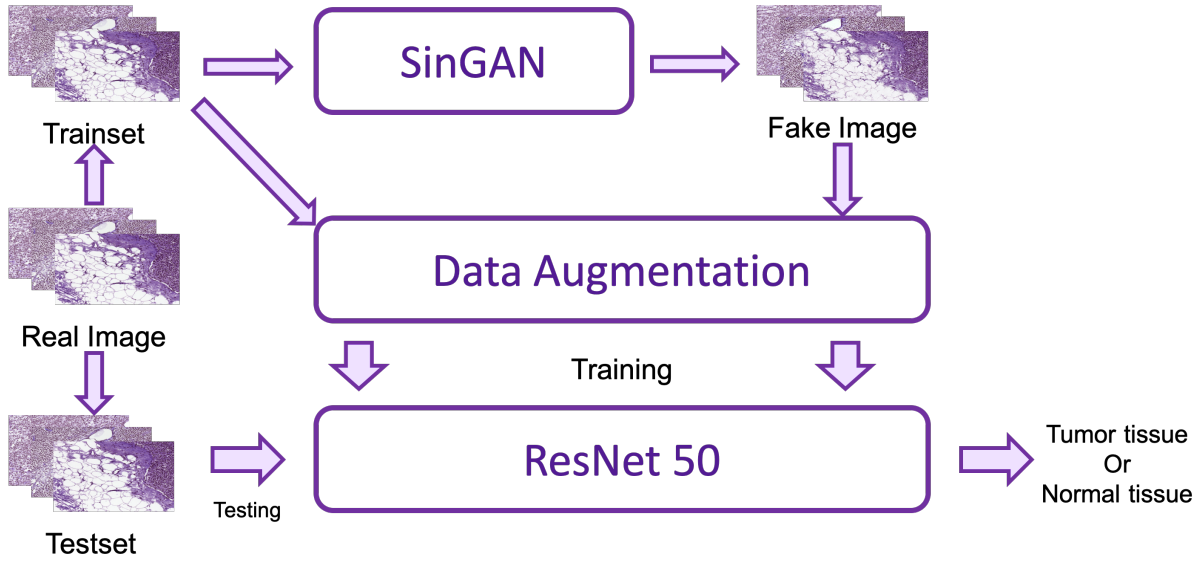 SinGAN
Trainset
Fake Image
Data Augmentation
Real Image
Training
ResNet 50
Tumor tissue
Or
Normal tissue
Testing
Testset